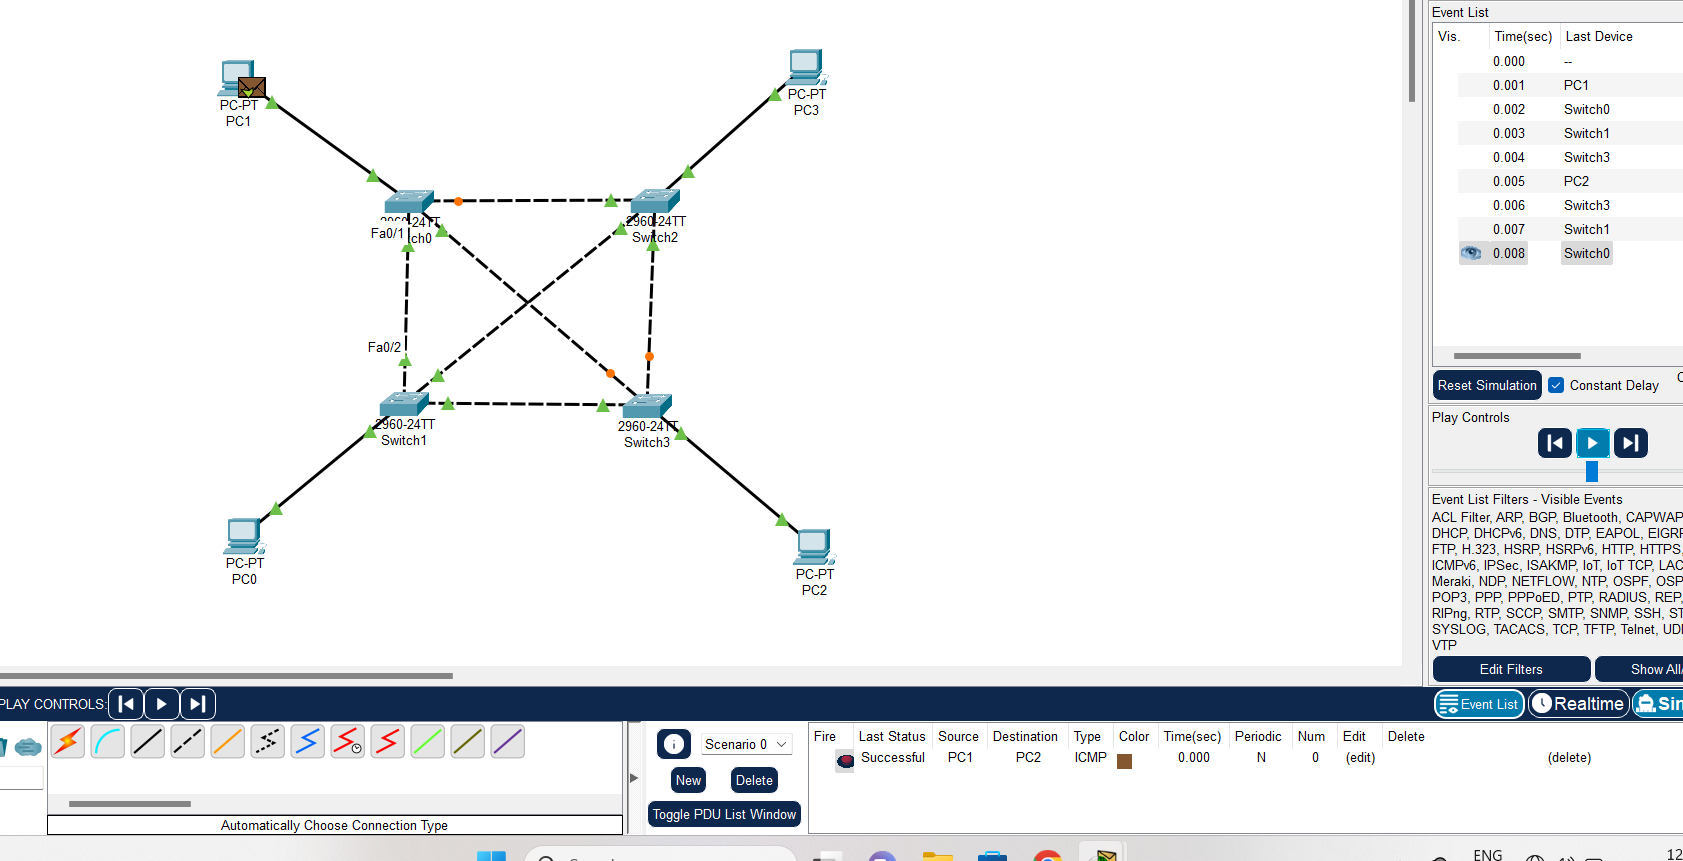 PC-PT
PC1
PC-PT
PC3
Fa0/1
2960-24TT
Switch2
Fa0/2
2960-24TT
Switch1
2960-24TT
Switch3
PC-PT
PC0
PC-PT
PC2
Event List
Vis. Time(sec) Last Device
0.000 --
0.001 PC1
0.002 Switch0
0.003 Switch1
0.004 Switch3
0.005 PC2
0.006 Switch3
0.007 Switch1
0.008 Switch0
Reset Simulation Constant Delay
Play Controls
Event List Filters - Visible Events
ACL Filter, ARP, BGP, Bluetooth, CAPWAP
DHCP, DHCPv6, DNS, DTP, EAPOL, EIGRP
FTP, H.323, HSRP, HSRPv6, HTTP, HTTPS,
ICMPv6, IPSec, ISAKMP, IoT, IoT TCP, LAC
Meraki, NDP, NETFLOW, NTP, OSPF, OSP
POP3, PPP, PPPoED, PTP, RADIUS, REP,
RIPng, RTP, SCCP, SMTP, SNMP, SSH, ST
SYSLOG, TACACS, TCP, TFTP, Telnet, UD
VTP
Edit Filters Show All
PLAY CONTROLS:
Event List Realtime Sim
Automatically Choose Connection Type
Scenario 0
New Delete
Toggle PDU List Window
Fire Last Status Source Destination Type Color Time(sec) Periodic Num Edit Delete
Successful PC1 PC2 ICMP 0.000 N 0 (edit) (delete)
ENG
12